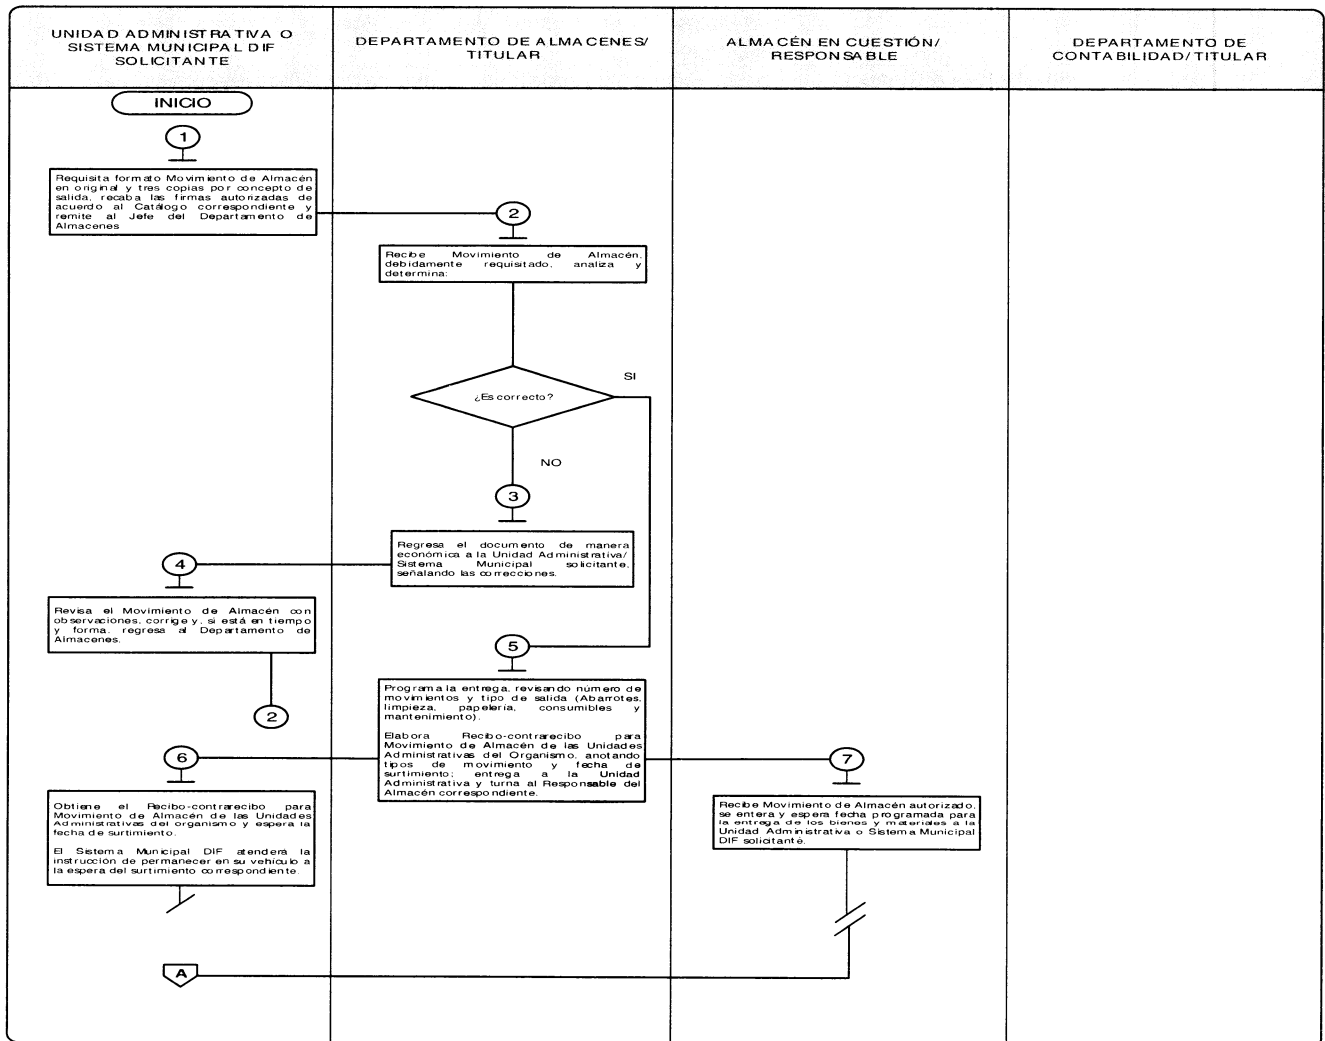 UNIDAD ADMINISTRATIVA O
SISTEMA MUNICIPAL DIF
SOLICITANTE
DEPARTAMENTO DE ALMACENES/
TITULAR
ALMACÉN EN CUESTIÓN/
RESPONSABLE
DEPARTAMENTO DE
CONTABILIDAD/TITULAR
INICIO
1
Requisita formato Movimiento de Almacén
en original y tres copias por concepto de
salida, recaba las firmas autorizadas de
acuerdo al Catálogo correspondiente y
remite al Jefe del Departamento de
Almacenes
2
Recibe Movimiento de Almacén,
debidamente requisitado, analiza y
determina:
¿Es correcto?
SI
NO
3
Regresa el documento de manera
económica a la Unidad Administrativa/
Sistema Municipal solicitante,
señalando las correcciones.
4
Revisa el Movimiento de Almacén con
observaciones, corrige y, si está en tiempo
y forma, regresa al Departamento de
Almacenes.
2
5
Programa la entrega, revisando número de
movimientos y tipo de salida (Abarrotes,
limpieza, papelería, consumibles y
mantenimiento).
Elabora Recibo-contrarecibo para
Movimiento de Almacén de las Unidades
Administrativas del Organismo, anotando
tipos de movimiento y fecha de
surtimiento; entrega a la Unidad
Administrativa y turna al Responsable del
Almacén correspondiente.
6
Obtiene el Recibo-contrarecibo para
Movimiento de Almacén de las Unidades
Administrativas del organismo y espera la
fecha de surtimiento.
El Sistema Municipal DIF atenderá la
instrucción de permanecer en su vehículo a
la espera del surtimiento correspondiente.
7
Recibe Movimiento de Almacén autorizado,
se entera y espera fecha programada para
la entrega de los bienes y materiales a la
Unidad Administrativa o Sistema Municipal
DIF solicitante.
A